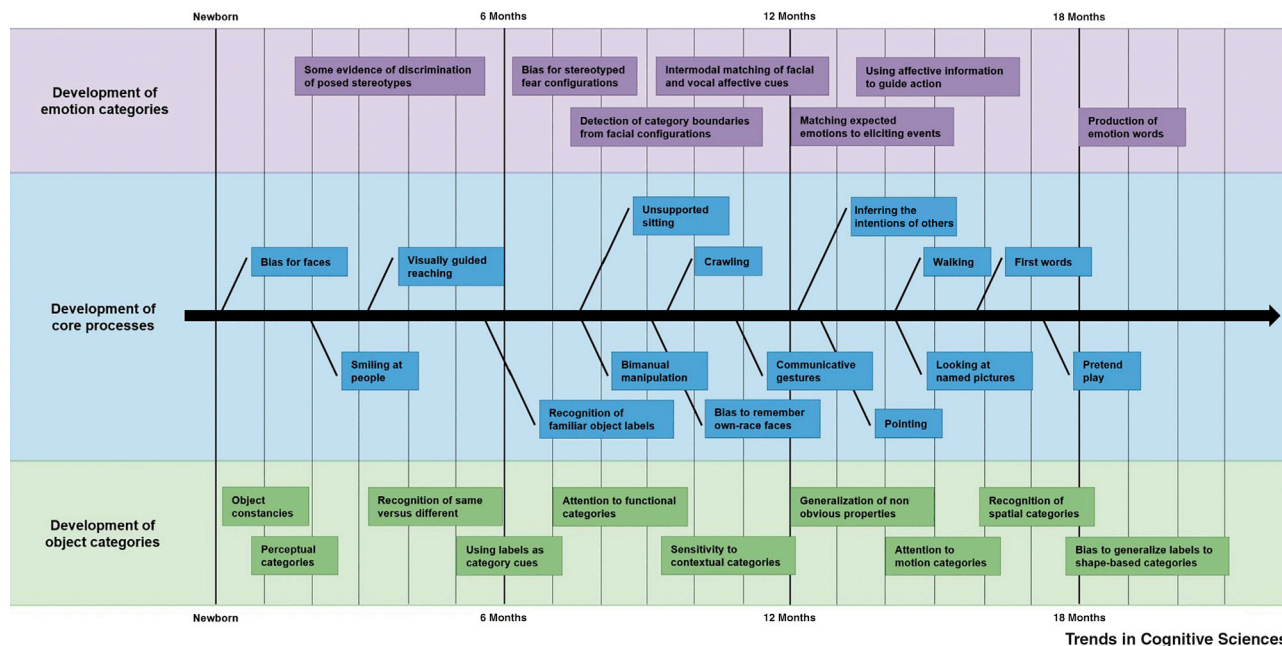 Newborn
6 Months
12 Months
18 Months
Development of
emotion categories
Some evidence of discrimination
of posed stereotypes
Bias for stereotyped
fear configurations
Intermodal matching of facial
and vocal affective cues
Using affective information
to guide action
Detection of category boundaries
from facial configurations
Matching expected
emotions to eliciting events
Production of
emotion words
Development of
core processes
Unsupported
sitting
Inferring the
intentions of others
Bias for faces
Visually guided
reaching
Crawling
Walking
First words
Smiling at
people
Bimanual
manipulation
Communicative
gestures
Looking at
named pictures
Pretend
play
Recognition of
familiar object labels
Bias to remember
own-race faces
Pointing
Development of
object categories
Object
constancies
Recognition of same
versus different
Attention to functional
categories
Generalization of non
obvious properties
Recognition of
spatial categories
Perceptual
categories
Using labels as
category cues
Sensitivity to
contextual categories
Attention to
motion categories
Bias to generalize labels to
shape-based categories
Newborn
6 Months
12 Months
18 Months
Trends in Cognitive Sciences